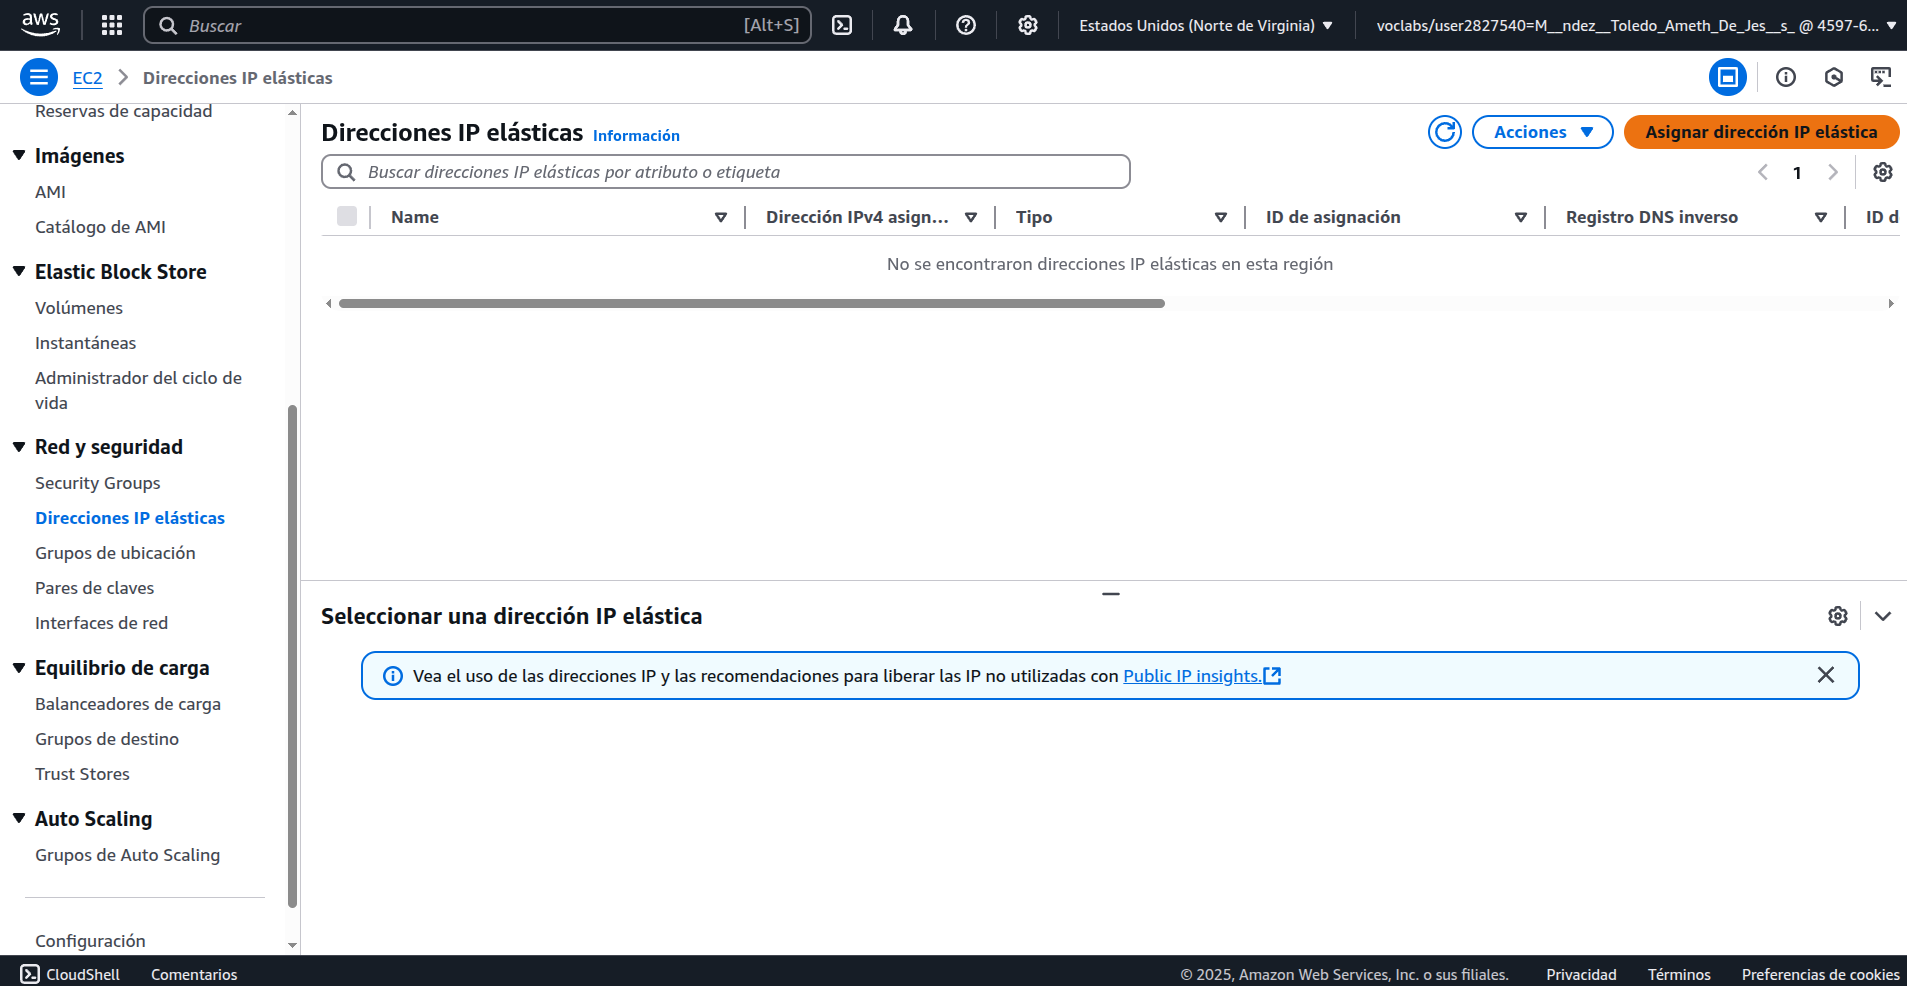 aws
Buscar
[Alt+S]
Estados Unidos (Norte de Virginia)
voclabs/user2827540=M__ndez__Toledo_Ameth_De_Jes__s_ @ 4597-6...
EC2
Direcciones IP elásticas
Reservas de capacidad
Imágenes
AMI
Catálogo de AMI
Elastic Block Store
Volúmenes
Instantáneas
Administrador del ciclo de
vida
Red y seguridad
Security Groups
Direcciones IP elásticas
Grupos de ubicación
Pares de claves
Interfaces de red
Equilibrio de carga
Balanceadores de carga
Grupos de destino
Trust Stores
Auto Scaling
Grupos de Auto Scaling
Configuración
Direcciones IP elásticas Información
Acciones
Asignar dirección IP elástica
Buscar direcciones IP elásticas por atributo o etiqueta
1
Name
Dirección IPv4 asign...
Tipo
ID de asignación
Registro DNS inverso
ID d
No se encontraron direcciones IP elásticas en esta región
Seleccionar una dirección IP elástica
Vea el uso de las direcciones IP y las recomendaciones para liberar las IP no utilizadas con Public IP insights.
CloudShell
Comentarios
© 2025, Amazon Web Services, Inc. o sus filiales.
Privacidad
Términos
Preferencias de cookies